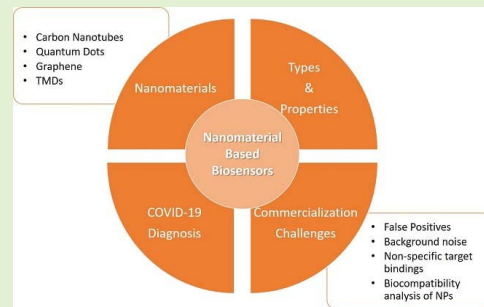 • Carbon Nanotubes
• Quantum Dots
• Graphene
• TMDs
Nanomaterials
Types
&
Properties
Nanomaterial
Based
Biosensors
COVID-19
Diagnosis
Commercialization
Challenges
• False Positives
• Background noise
• Non-specific target
bindings
• Biocompatibility
analysis of NPs